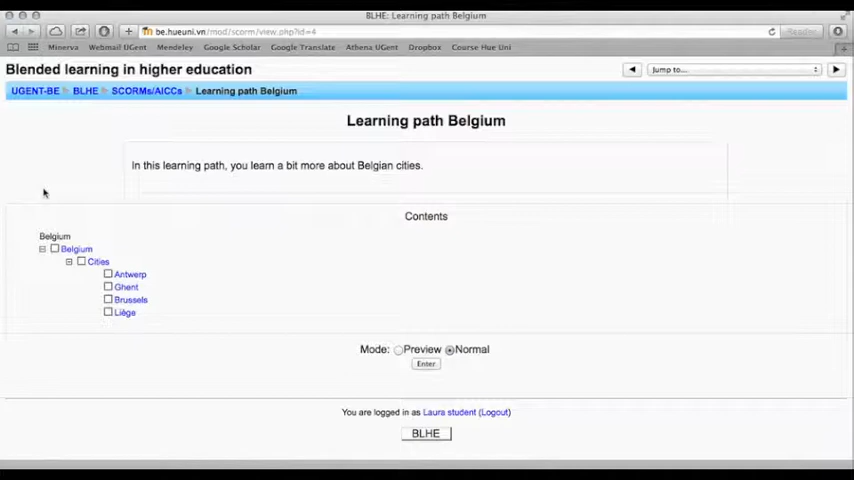 BLHE: Learning path Belgium
be.hueuni.vn/mod/scorm/view.php?id=4
Reader
Minerva Webmail UGent Mendeley Google Scholar Google Translate Athena UGent Dropbox Course Hue Uni
Blended learning in higher education
Jump to...
UGENT-BE BLHE SCORMs/AICCs Learning path Belgium
Learning path Belgium
In this learning path, you learn a bit more about Belgian cities.
Contents
Belgium
Belgium
Cities
Antwerp
Ghent
Brussels
Liège
Mode: Preview Normal
Enter
You are logged in as Laura student (Logout)
BLHE